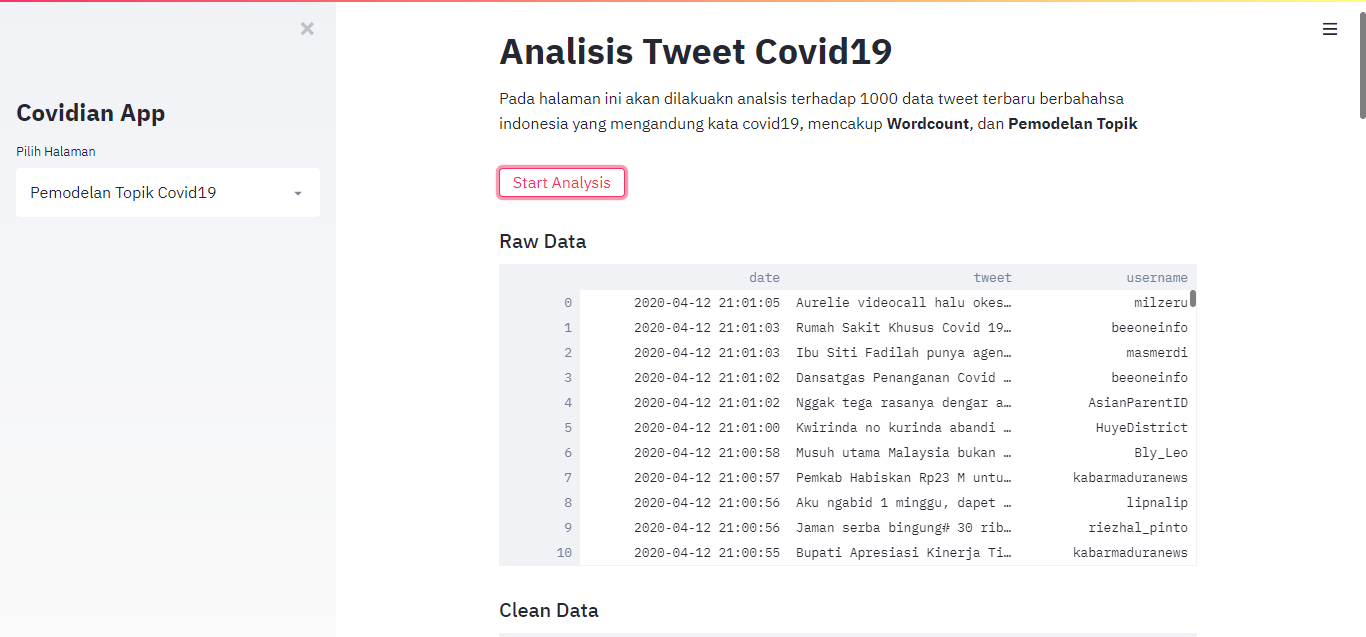 Covidian App
Pilih Halaman
Pemodelan Topik Covid19
Analisis Tweet Covid19
Pada halaman ini akan dilakuakn analsis terhadap 1000 data tweet terbaru berbahahsa
indonesia yang mengandung kata covid19, mencakup Wordcount, dan Pemodelan Topik
Start Analysis
Raw Data
date tweet username
0 2020-04-12 21:01:05 Aurelie videocall halu okes… milzeru
1 2020-04-12 21:01:03 Rumah Sakit Khusus Covid 19… beeoneinfo
2 2020-04-12 21:01:03 Ibu Siti Fadilah punya agen… masmerdi
3 2020-04-12 21:01:02 Dansatgas Penanganan Covid … beeoneinfo
4 2020-04-12 21:01:02 Nggak tega rasanya dengar a… AsianParentID
5 2020-04-12 21:01:00 Kwirinda no kurinda abandi … HuyeDistrict
6 2020-04-12 21:00:58 Musuh utama Malaysia bukan … Bly_Leo
7 2020-04-12 21:00:57 Pemkab Habiskan Rp23 M untu… kabarmaduranews
8 2020-04-12 21:00:56 Aku ngabid 1 minggu, dapet … lipnalip
9 2020-04-12 21:00:56 Jaman serba bingung# 30 rib… riezhal_pinto
10 2020-04-12 21:00:55 Bupati Apresiasi Kinerja Ti… kabarmaduranews
Clean Data